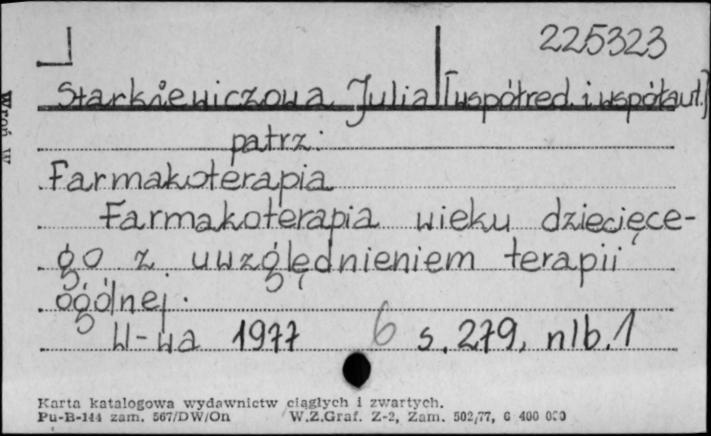 225323
Starkiewiczowa Julia [współred. i współaut.]
patrz:
Farmakoterapia
Farmakoterapia wieku dziecięce-
go z uwzględnieniem terapii
ogólnej.
W-wa 1977 6 s. 279, nlb. 1
Karta katalogowa wydawnictw ciągłych i zwartych.
Pu-B-144 zam. 567/DW/On W.Z.Graf. Z-2, Zam. 502/77, 6 400 000